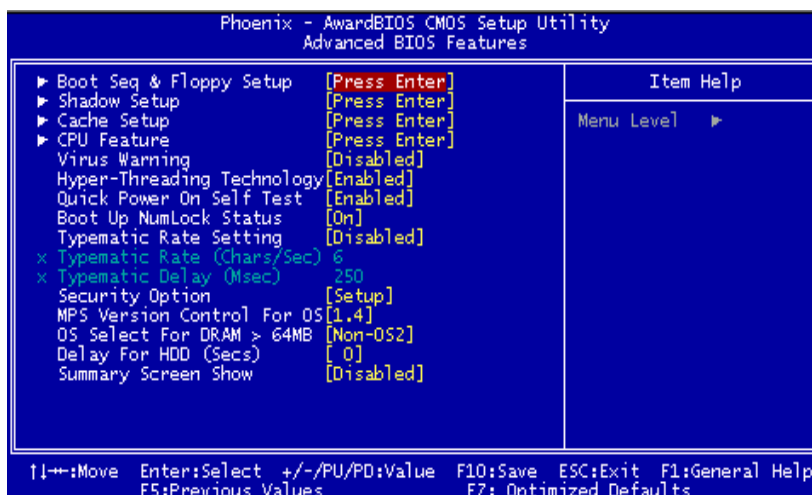 Phoenix - AwardBIOS CMOS Setup Utility
Advanced BIOS Features
► Boot Seq & Floppy Setup [Press Enter]
► Shadow Setup [Press Enter]
► Cache Setup [Press Enter]
► CPU Feature [Press Enter]
Virus Warning [Disabled]
Hyper-Threading Technology[Enabled]
Quick Power On Self Test [Enabled]
Boot Up NumLock Status [On]
Typematic Rate Setting [Disabled]
x Typematic Rate (Chars/Sec) 6
x Typematic Delay (Msec) 250
Security Option [Setup]
MPS Version Control For OS[1.4]
OS Select For DRAM > 64MB [Non-OS2]
Delay For HDD (Secs) [ 0]
Summary Screen Show [Disabled]
Item Help
Menu Level ►
↑↓→←:Move Enter:Select +/-/PU/PD:Value F10:Save ESC:Exit F1:General Help
F5:Previous Values F7: Optimized Defaults